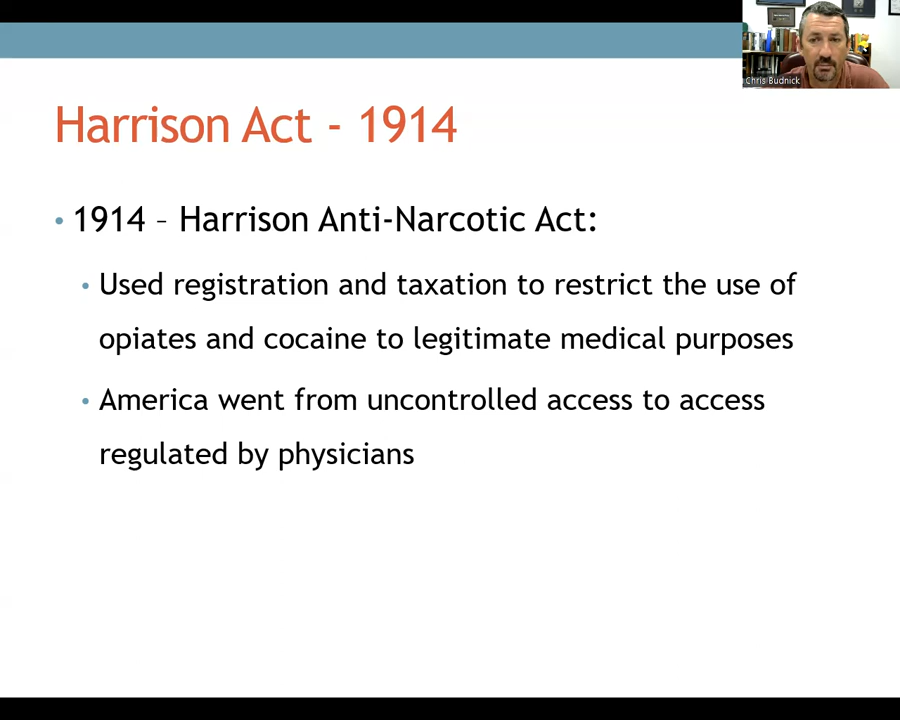 Chris Budnick
Harrison Act - 1914
• 1914 – Harrison Anti-Narcotic Act:
• Used registration and taxation to restrict the use of
opiates and cocaine to legitimate medical purposes
• America went from uncontrolled access to access
regulated by physicians